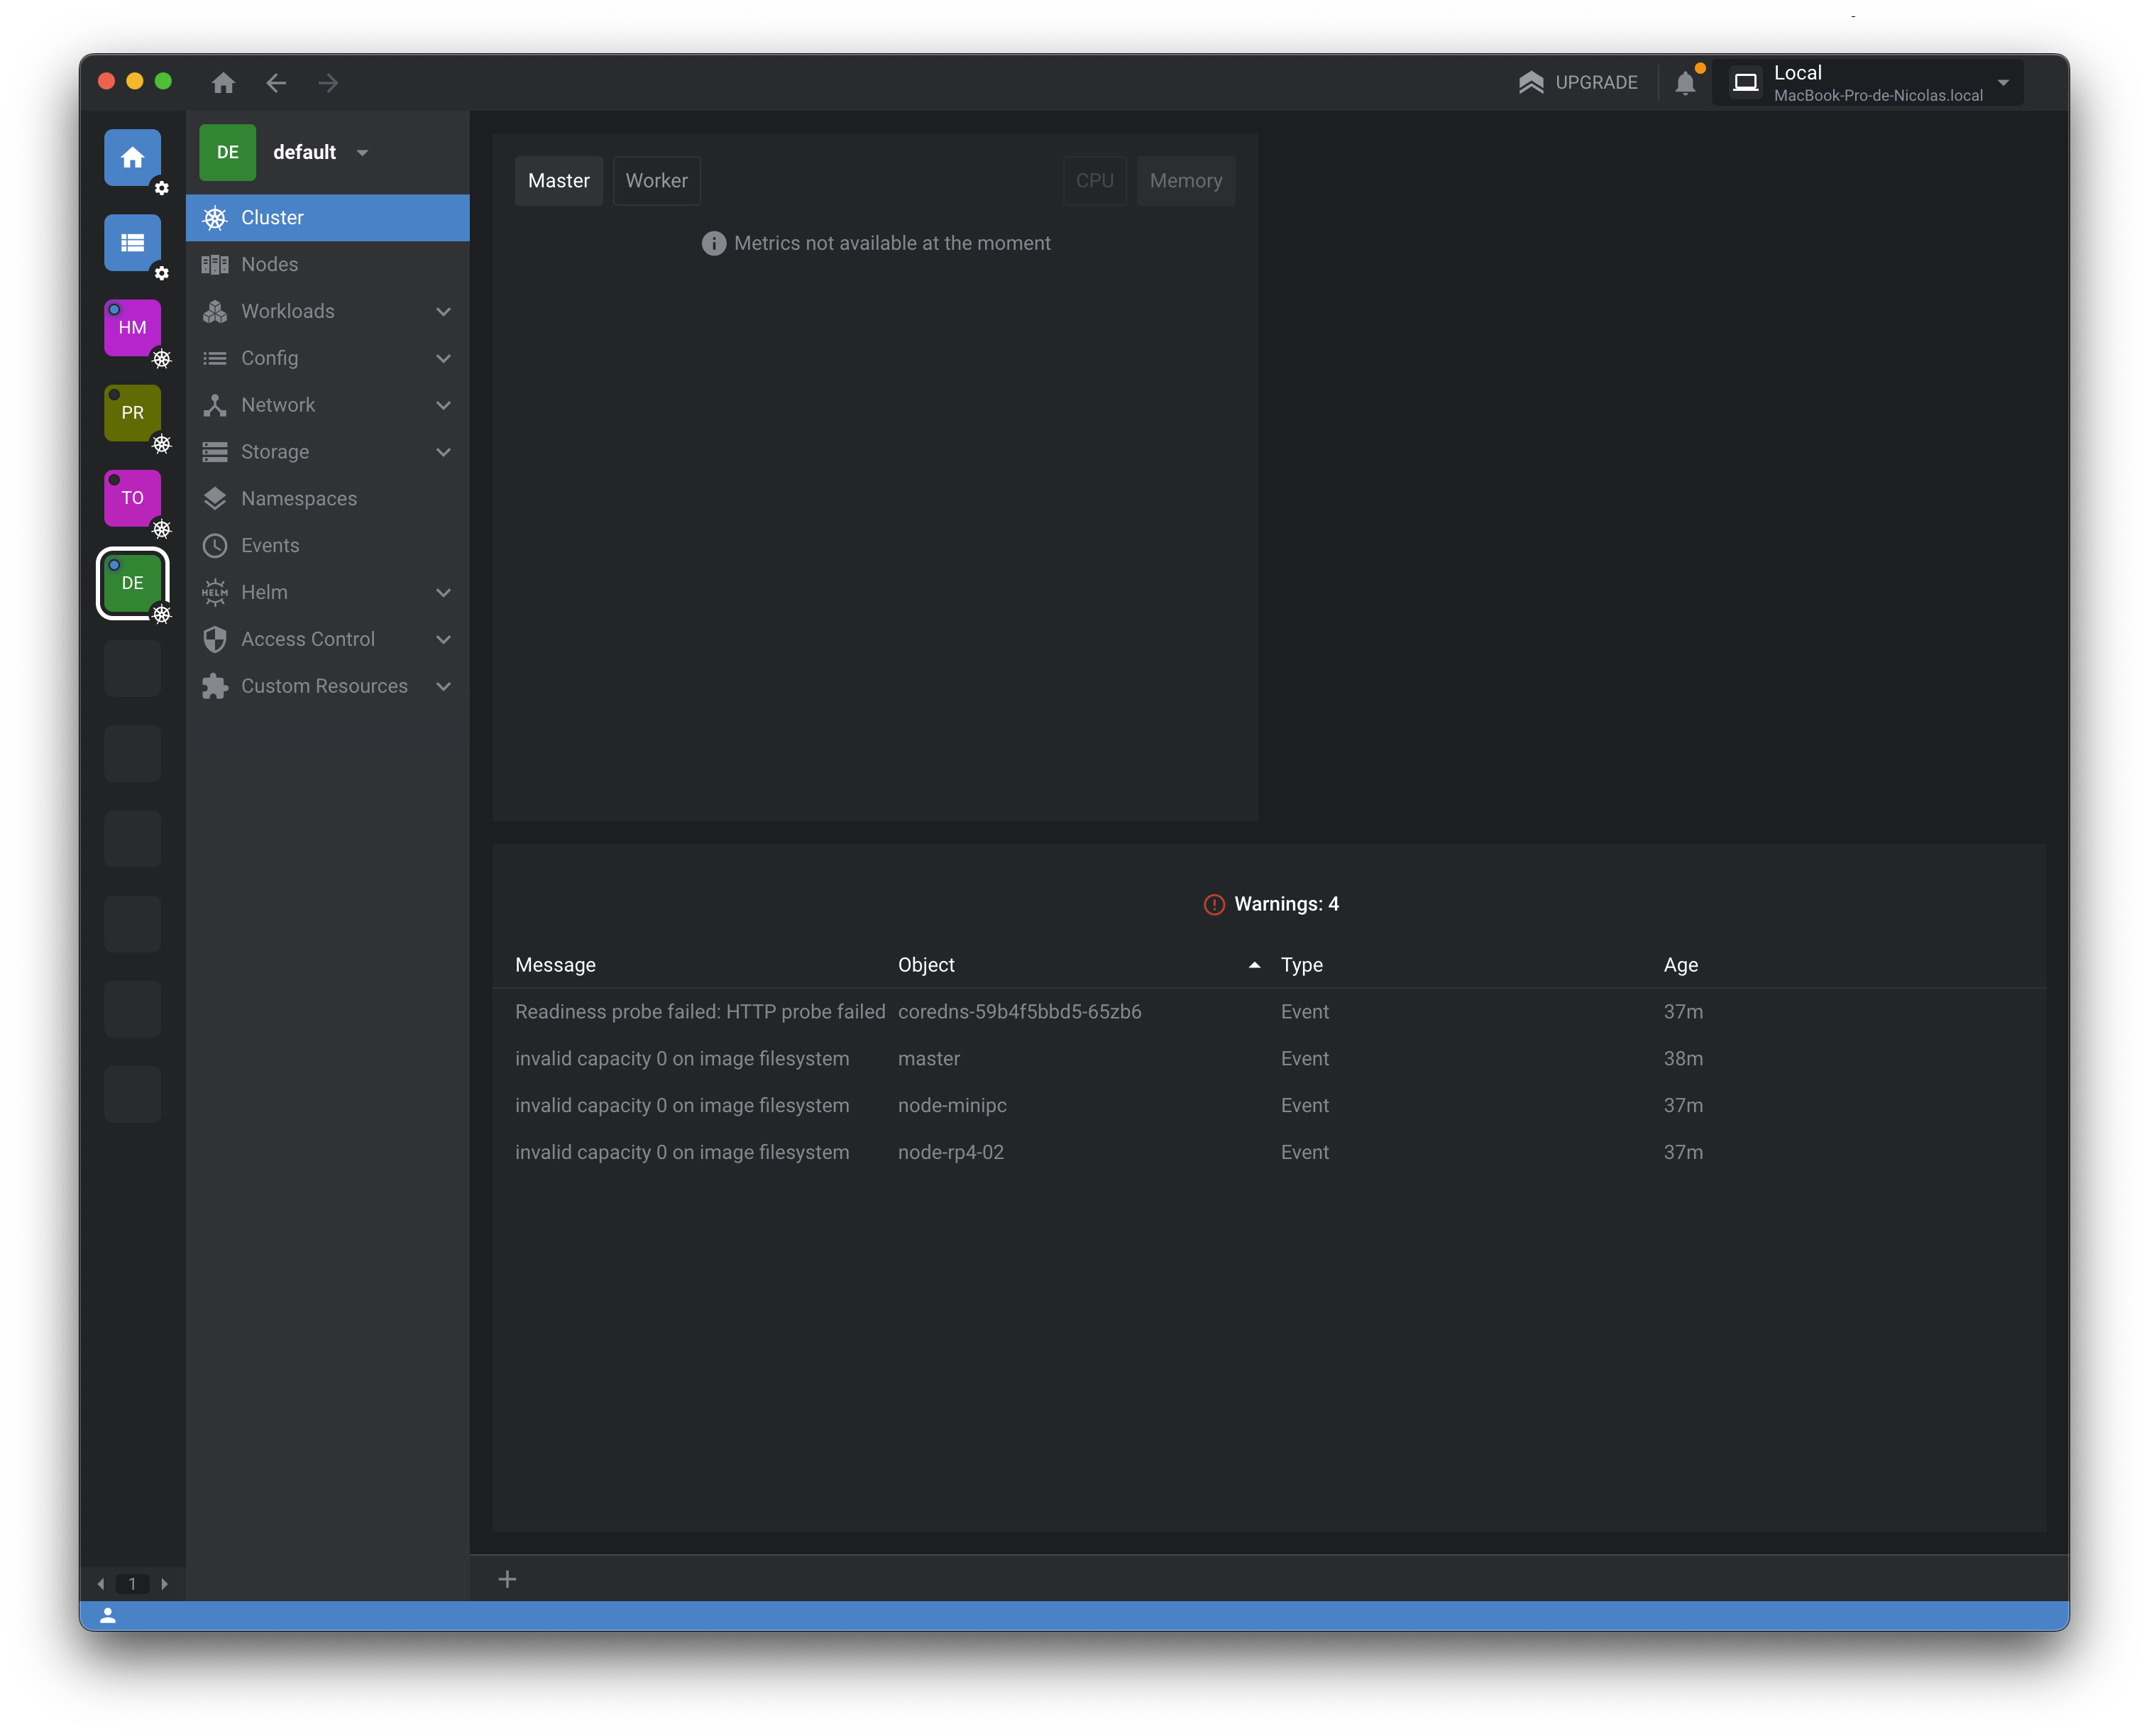 UPGRADE
Local
MacBook-Pro-de-Nicolas.local
HM
PR
TO
DE
1
DE default
Cluster
Nodes
Workloads
Config
Network
Storage
Namespaces
Events
HELM Helm
Access Control
Custom Resources
Master Worker CPU Memory
Metrics not available at the moment
Warnings: 4
Message Object Type Age
Readiness probe failed: HTTP probe failed coredns-59b4f5bbd5-65zb6 Event 37m
invalid capacity 0 on image filesystem master Event 38m
invalid capacity 0 on image filesystem node-minipc Event 37m
invalid capacity 0 on image filesystem node-rp4-02 Event 37m